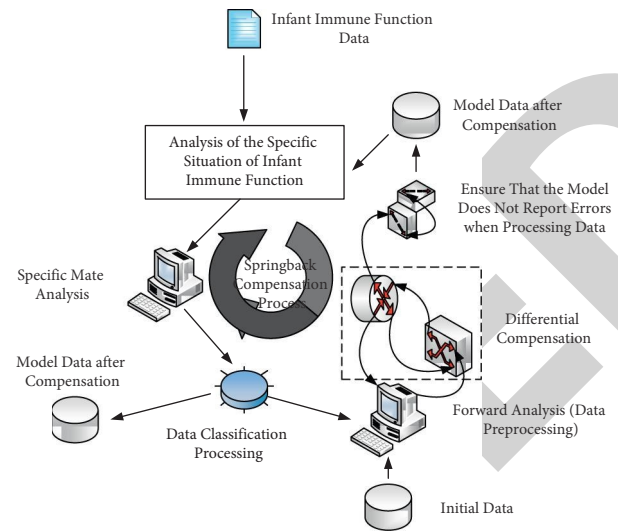 Infant Immune Function
Data
Model Data after
Compensation
Analysis of the Specific
Situation of Infant
Immune Function
Ensure That the Model
Does Not Report Errors
when Processing Data
Specific Mate
Analysis
Springback
Compensation
Process
Differential
Compensation
Model Data after
Compensation
Forward Analysis (Data
Preprocessing)
Data Classification
Processing
Initial Data